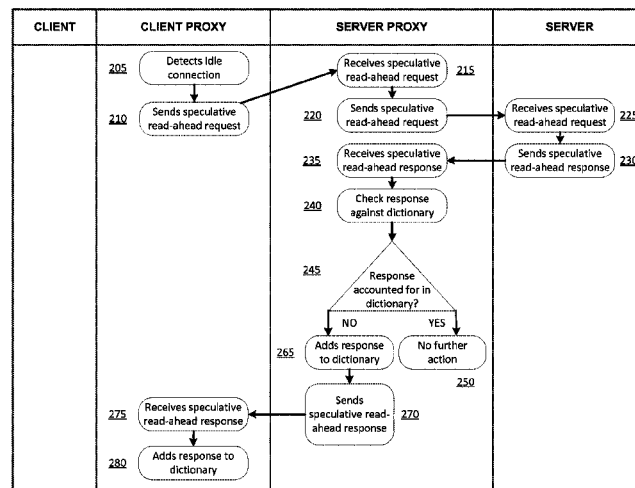 CLIENT
CLIENT PROXY
SERVER PROXY
SERVER
205
Detects Idle
connection
210
Sends speculative
read-ahead request
Receives speculative
read-ahead request
215
220
Sends speculative
read-ahead request
Receives speculative
read-ahead request
225
235
Receives speculative
read-ahead response
Sends speculative
read-ahead response
230
240
Check response
against dictionary
245
Response
accounted for in
dictionary?
NO
YES
265
Adds response
to dictionary
No further
action
250
275
Receives speculative
read-ahead response
Sends
speculative read-
ahead response
270
280
Adds response to
dictionary